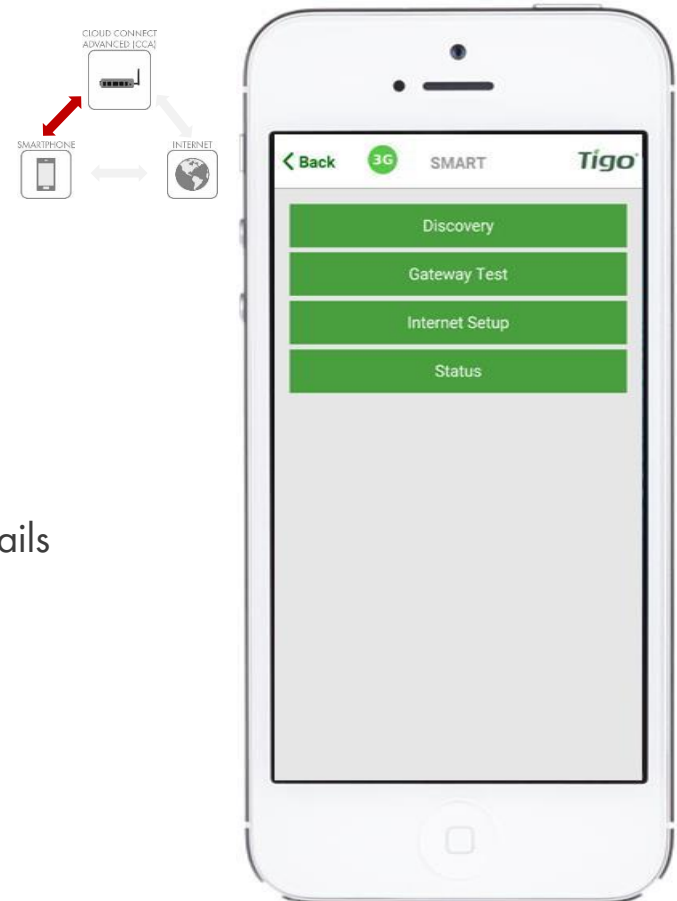 CLOUD CONNECT
ADVANCED (CCA)
SMARTPHONE
INTERNET
Back 3G SMART Tigo
Discovery
Gateway Test
Internet Setup
Status
ails